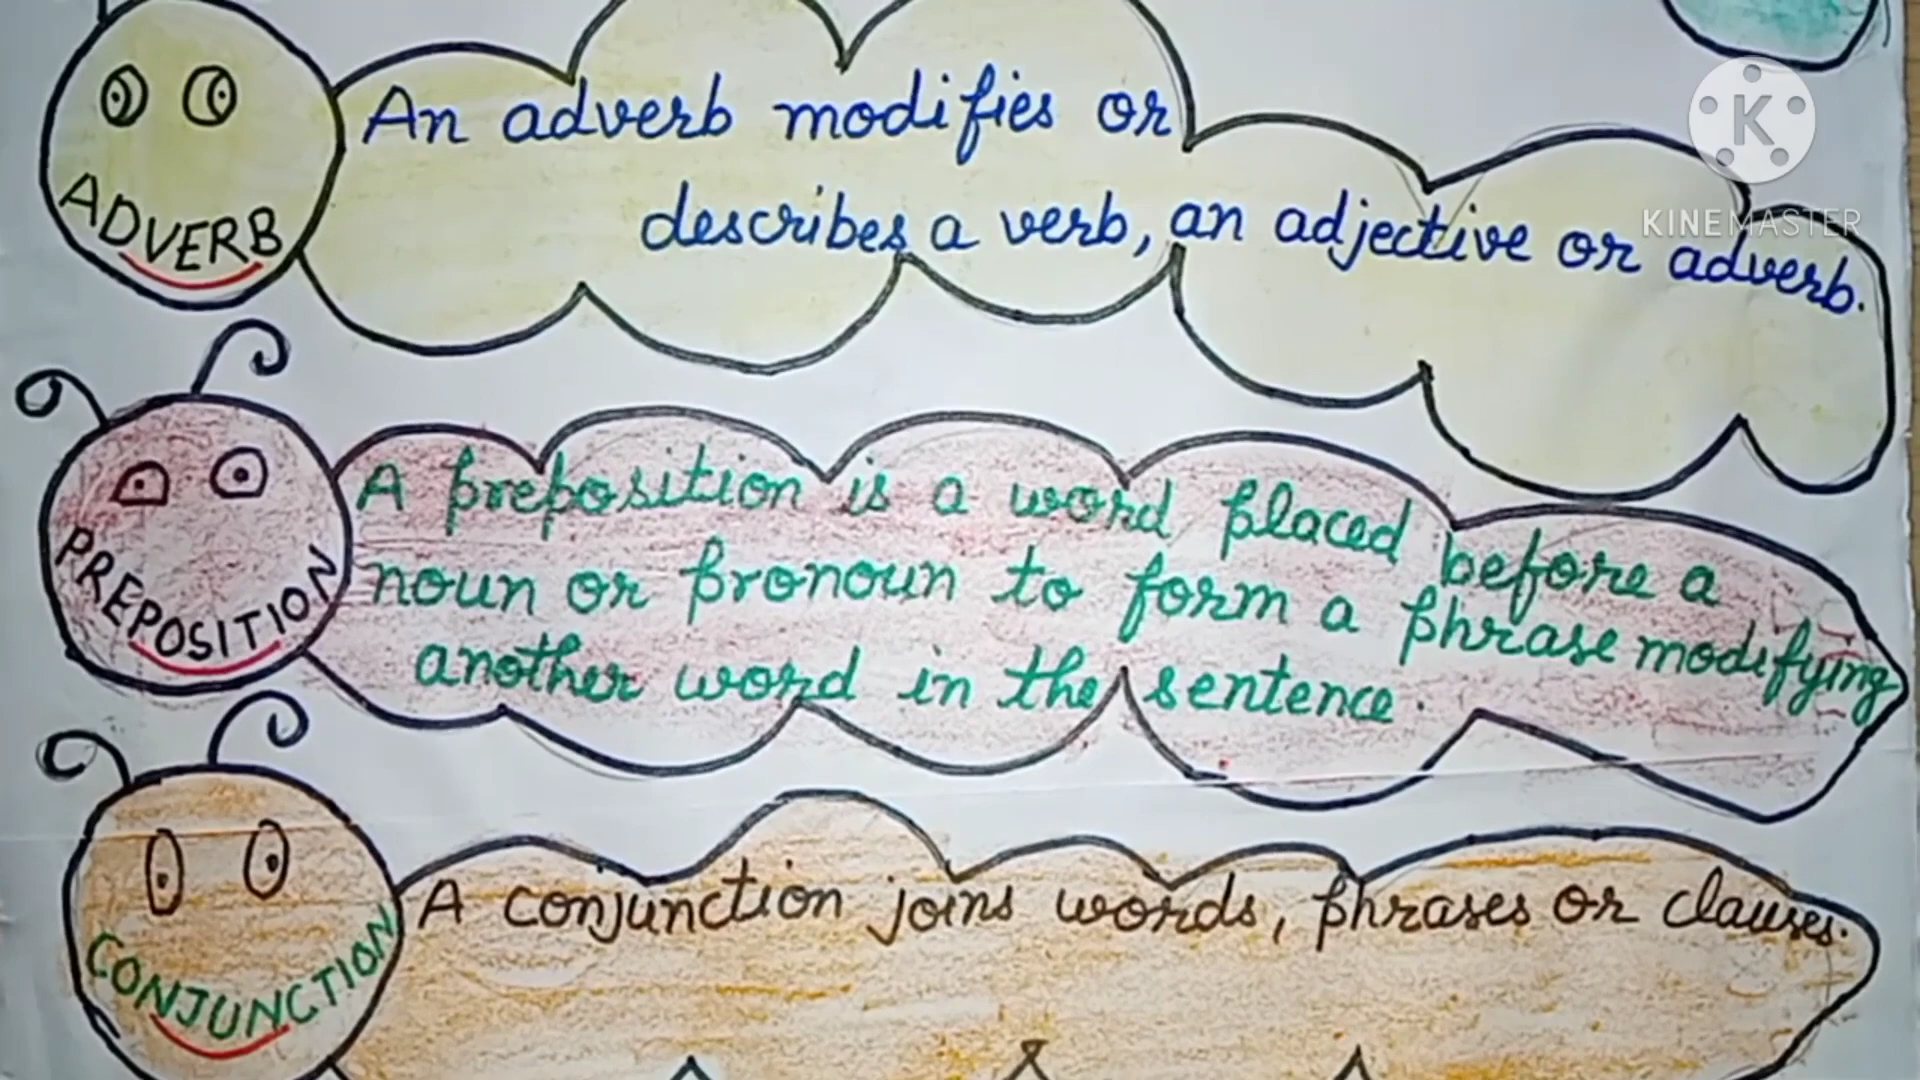 ADVERB
An adverb modifies or
describes a verb, an adjective or adverb.
PREPOSITION
A preposition is a word placed before a
noun or pronoun to form a phrase modifying
another word in the sentence.
CONJUNCTION
A conjunction joins words, phrases or clauses.
K
KINEMASTER